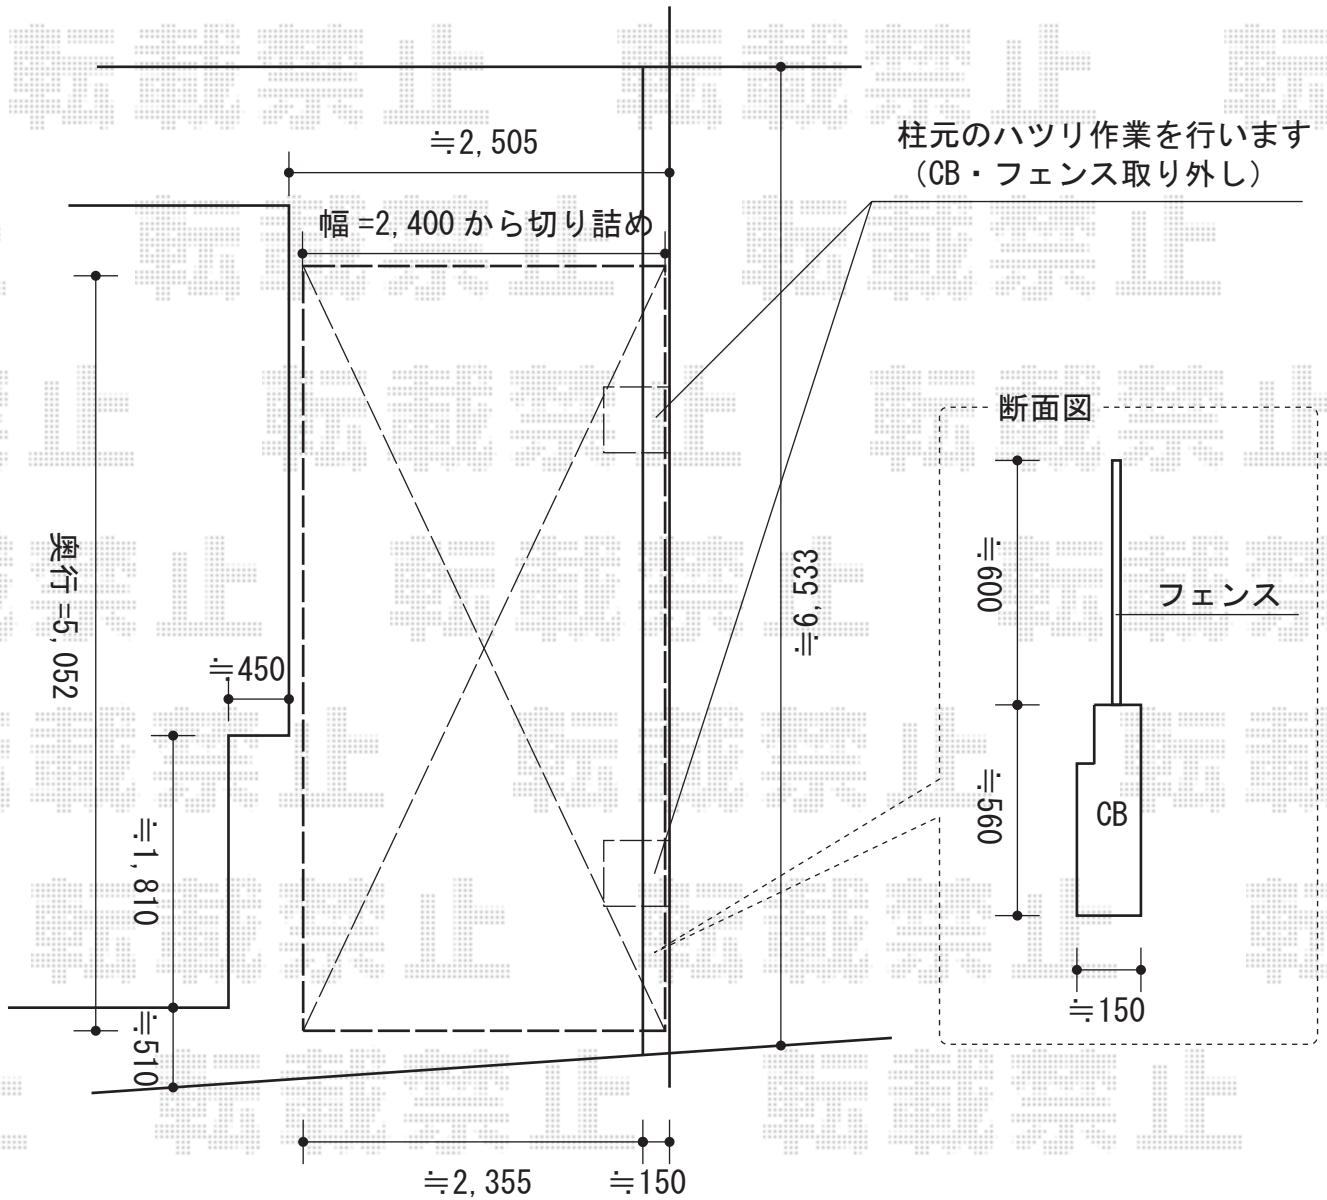 転載禁止
≒2,505
柱元のハツリ作業を行います
（CB・フェンス取り外し）
幅=2,400から切り詰め
断面図
奥行=5,052
≒6,533
≒600
フェンス
≒450
≒560
CB
≒1,810
≒150
≒510
≒2,355
≒150